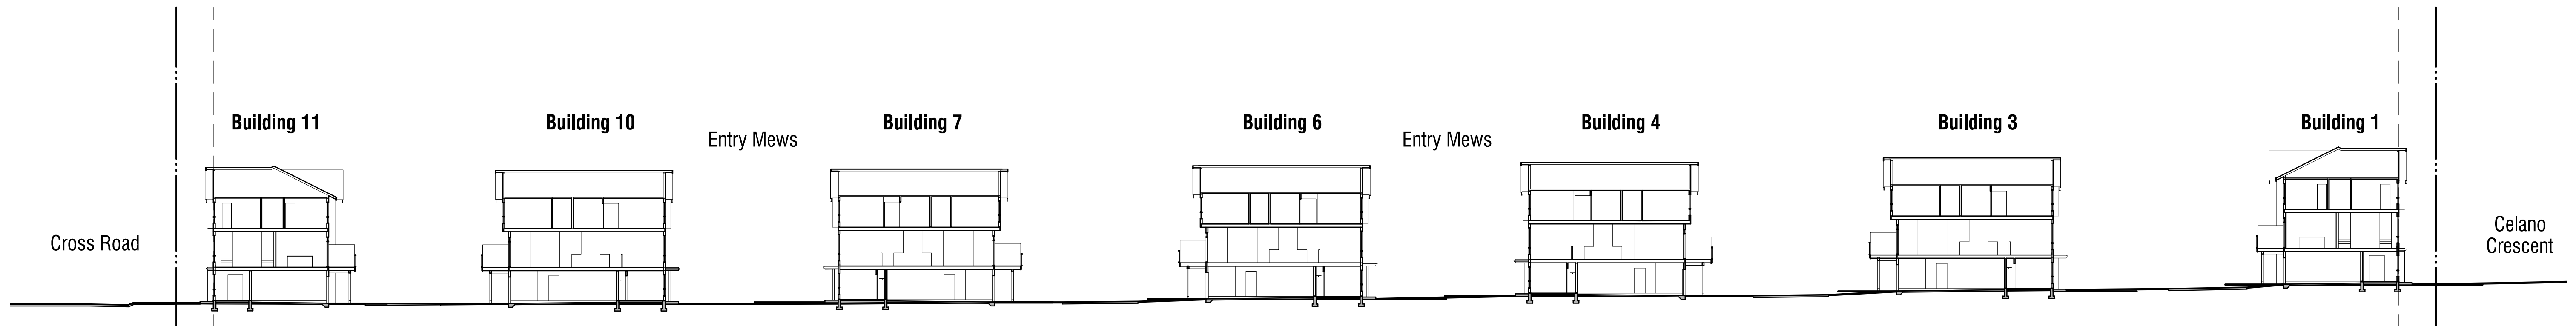 Building 11
Building 10
Entry Mews
Building 7
Building 6
Entry Mews
Building 4
Building 3
Building 1
Cross Road
Celano
Crescent